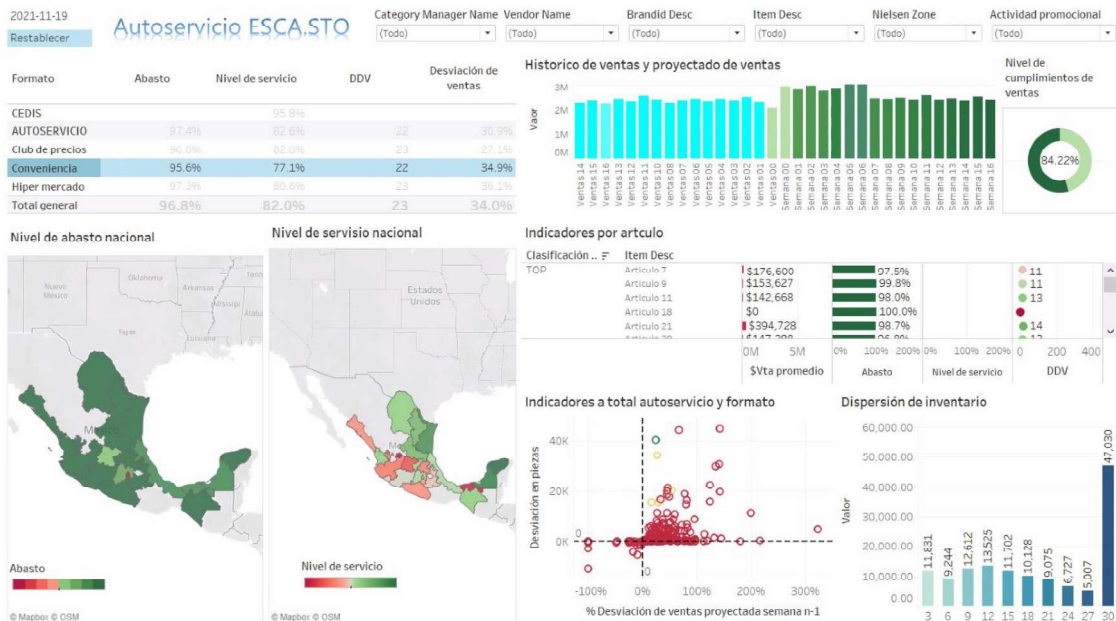 2021-11-19
Restablecer
Autoservicio ESCA.STO
Category Manager Name
(Todo)
Vendor Name
(Todo)
Brandid Desc
(Todo)
Item Desc
(Todo)
Nielsen Zone
(Todo)
Actividad promocional
(Todo)
Formato Abasto Nivel de servicio DDV Desviación de ventas
CEDIS 95.8%
AUTOSERVICIO 97.4% 82.6% 22 30.9%
Club de precios 96.8% 82.0% 23 27.1%
Conveniencia 95.6% 77.1% 22 34.9%
Hiper mercado 97.3% 80.6% 23 36.1%
Total general 96.8% 82.0% 23 34.0%
Historico de ventas y proyectado de ventas
Vaor
3M
2M
1M
0M
Ventas 14
Ventas 15
Ventas 16
Ventas 13
Ventas 12
Ventas 11
Ventas 10
Ventas 08
Ventas 07
Ventas 06
Ventas 05
Ventas 04
Ventas 03
Ventas 02
Ventas 01
Ventas 00
Semana 00
Semana 01
Semana 02
Semana 03
Semana 04
Semana 05
Semana 06
Semana 07
Semana 08
Semana 09
Semana 10
Semana 11
Semana 12
Semana 13
Semana 14
Semana 15
Semana 16
Nivel de
cumplimientos de
ventas
84.22%
Nivel de abasto nacional
Nuevo
México
Oklahoma
Arkansas
Tenn
Misisipi
Alaba
Texas
Luisiana
Abasto
© Mapbox © OSM
Nivel de servisio nacional
Estados
Unidos
Nivel de servicio
© Mapbox © OSM
Indicadores por artculo
Clasificación .. Item Desc
TOP Articulo 7 $176,600 97.5% 11
Articulo 9 $153,627 99.8% 11
Articulo 11 $142,668 98.0% 13
Articulo 18 $0 100.0%
Articulo 21 $394,728 98.7% 14
0M 5M 0% 100% 200% 0% 100% 200% 0 200 400
$Vta promedio Abasto Nivel de servicio DDV
Indicadores a total autoservicio y formato
Desviación en piezas
40K
20K
0K
0
0
-100% 0% 100% 200% 300%
% Desviación de ventas proyectada semana n-1
Dispersión de inventario
Valor
60,000.00
50,000.00
40,000.00
30,000.00
20,000.00
10,000.00
0.00
11,831
9,244
12,612
13,525
11,702
10,128
9,075
6,727
5,007
47,030
3 6 9 12 15 18 21 24 27 30